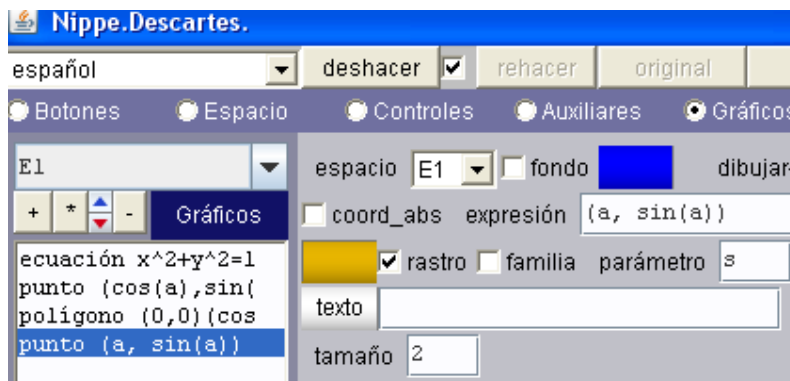 Nippe.Descartes.
español deshacer rehacer original
Botones Espacio Controles Auxiliares Gráficos
E1 espacio E1 fondo dibujar
+ * - Gráficos coord_abs expresión (a, sin(a))
ecuación x^2+y^2=1 rastro familia parámetro s
punto (cos(a),sin(
polígono (0,0)(cos texto
punto (a, sin(a))
tamaño 2